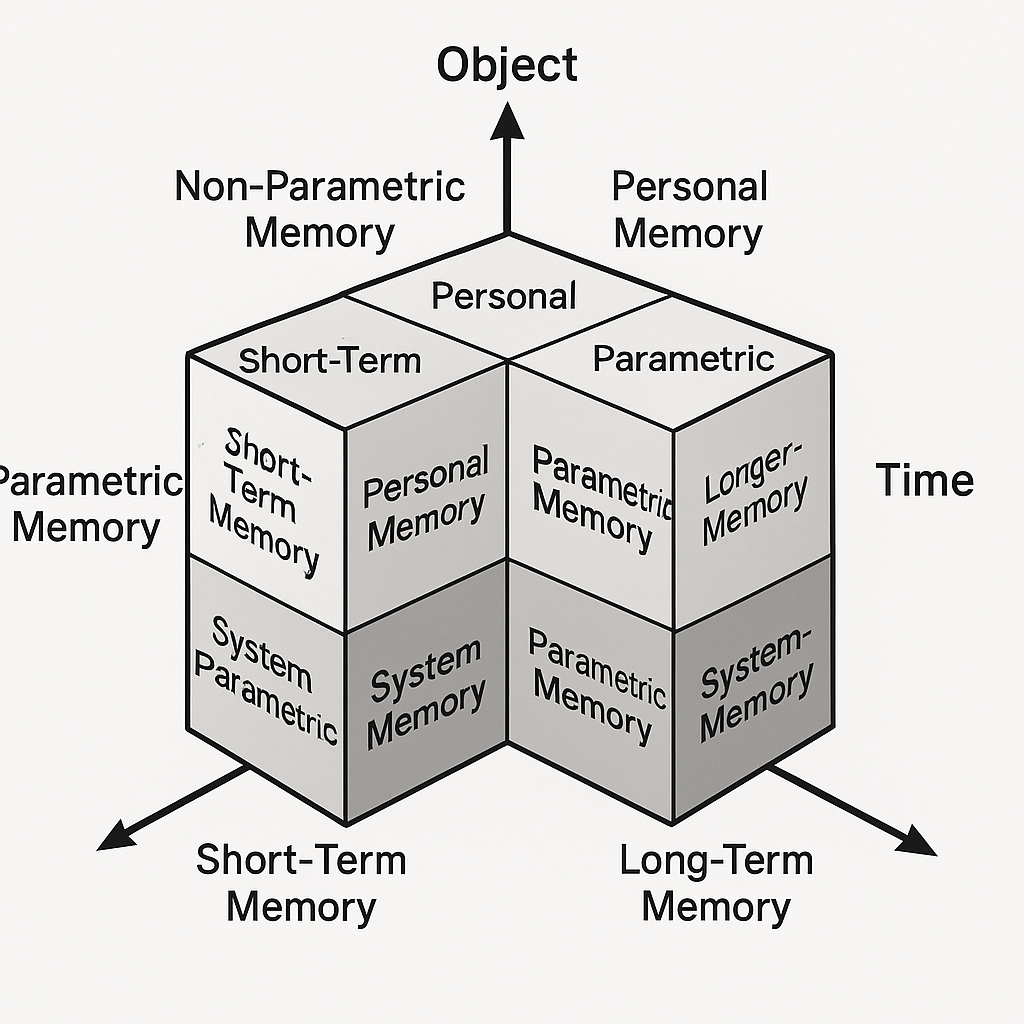 Object
Non-Parametric
Memory
Personal
Memory
Personal
Short-Term
Parametric
Parametric
Memory
Short-
Term
Memory
Personal
Memory
Parametric
Memory
Longer-
Memory
Time
System
Parametric
System
Memory
Parametric
Memory
System-
Memory
Short-Term
Memory
Long-Term
Memory